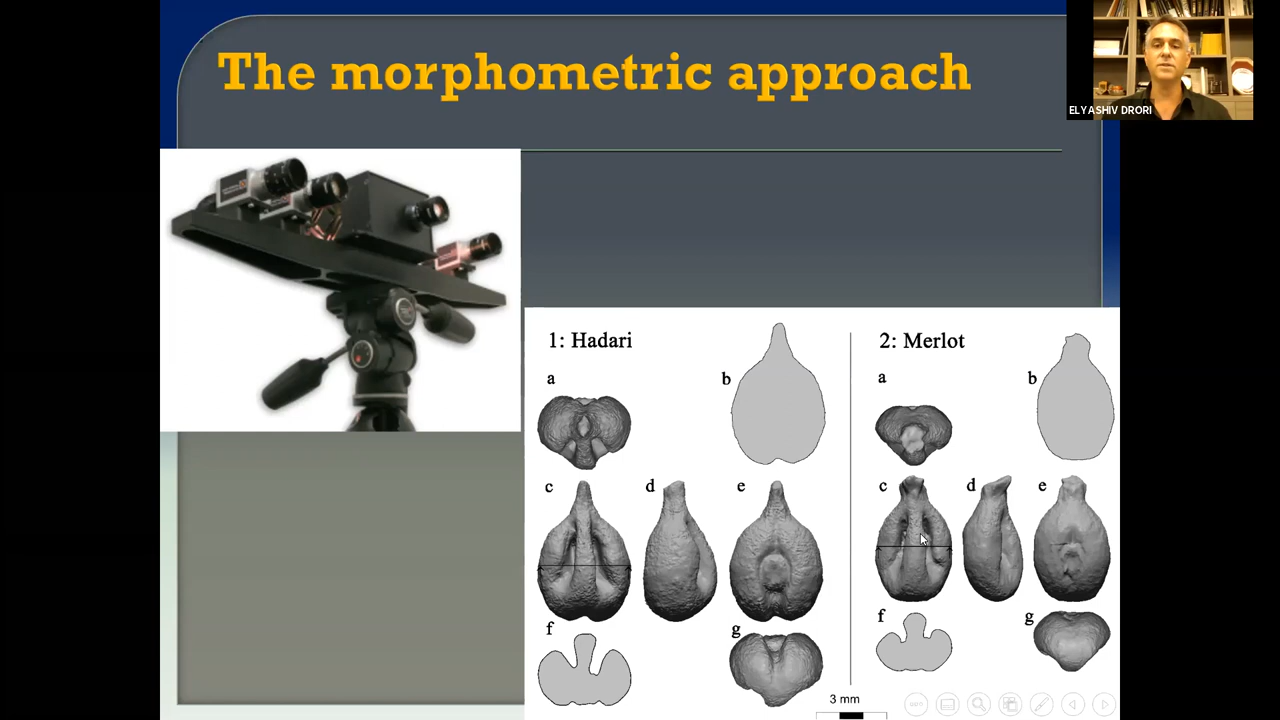 The morphometric approach
ELYASHIV DRORI
1: Hadari
2: Merlot
a
b
a
b
c
d
e
c
d
e
f
g
f
g
3 mm